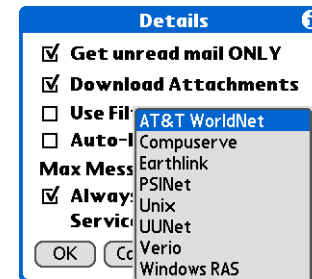 Details
Get unread mail ONLY
Download Attachments
Use Fil
AT&T WorldNet
Auto-
Compuserve
Earthlink
Max Mess
PSINet
Always
Unix
Servic
UUNet
OK
Verio
Windows RAS